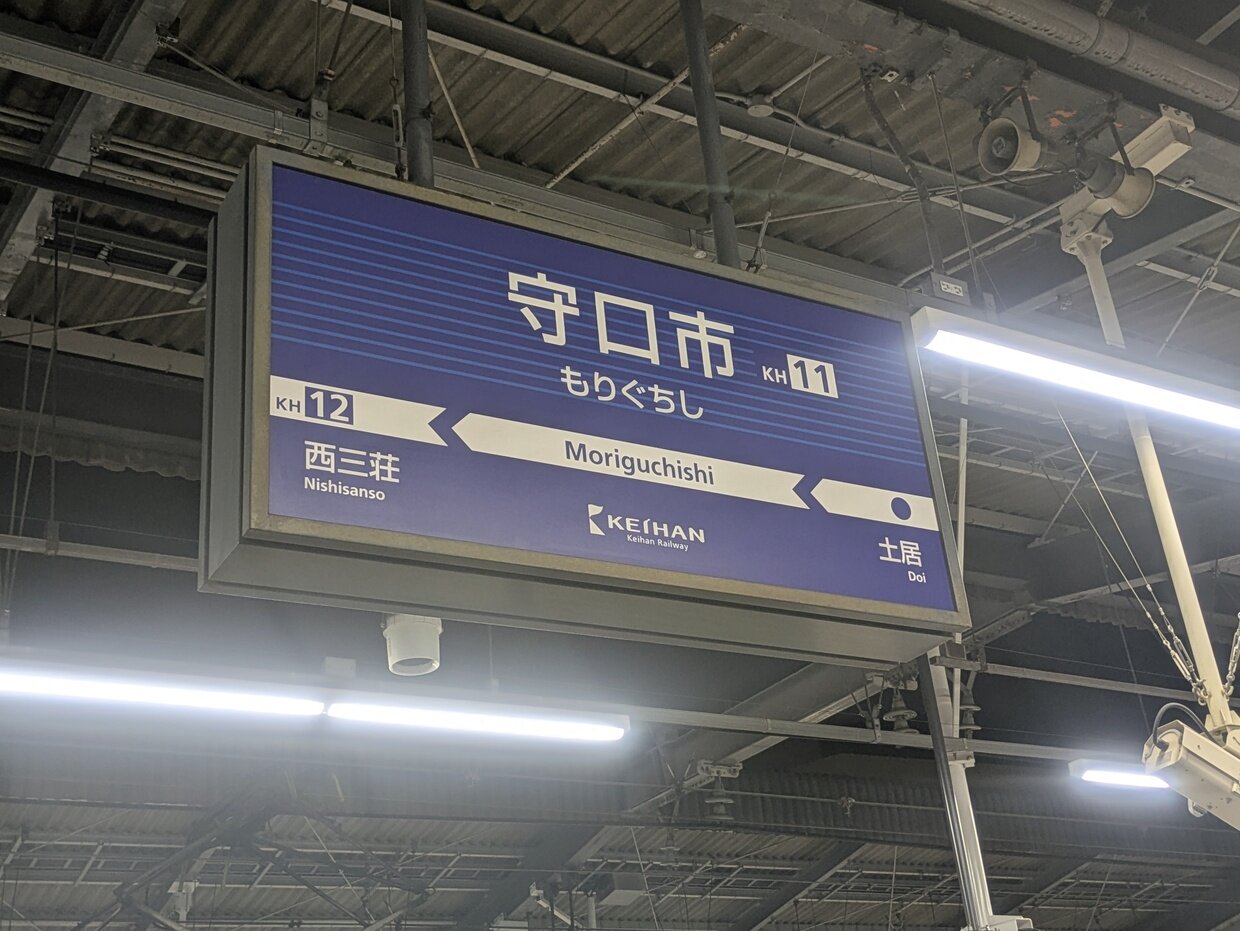 守口市 KH 11
もりぐちし
KH 12
Moriguchishi
西三荘
Nishisanso
KEIHAN
Keihan Railway
土居
Doi